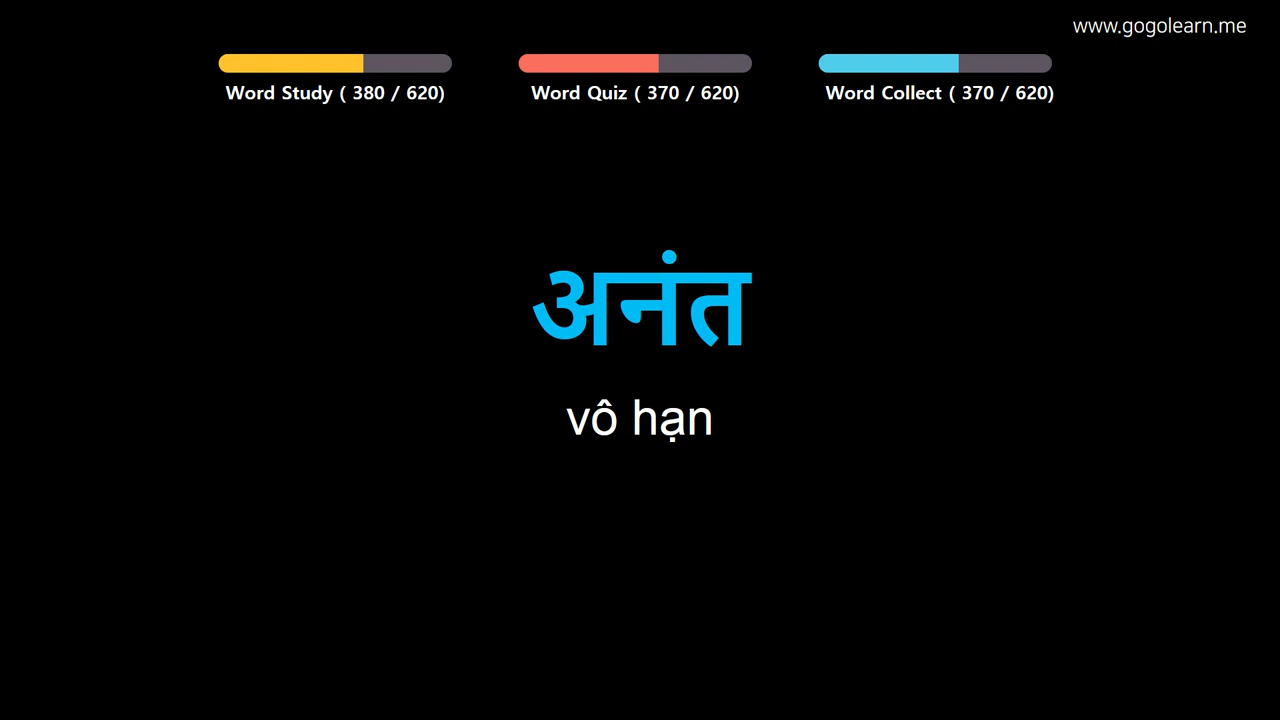 www.gogolearn.me
Word Study ( 380 / 620)
Word Quiz ( 370 / 620)
Word Collect ( 370 / 620)
अनंत
vô hạn